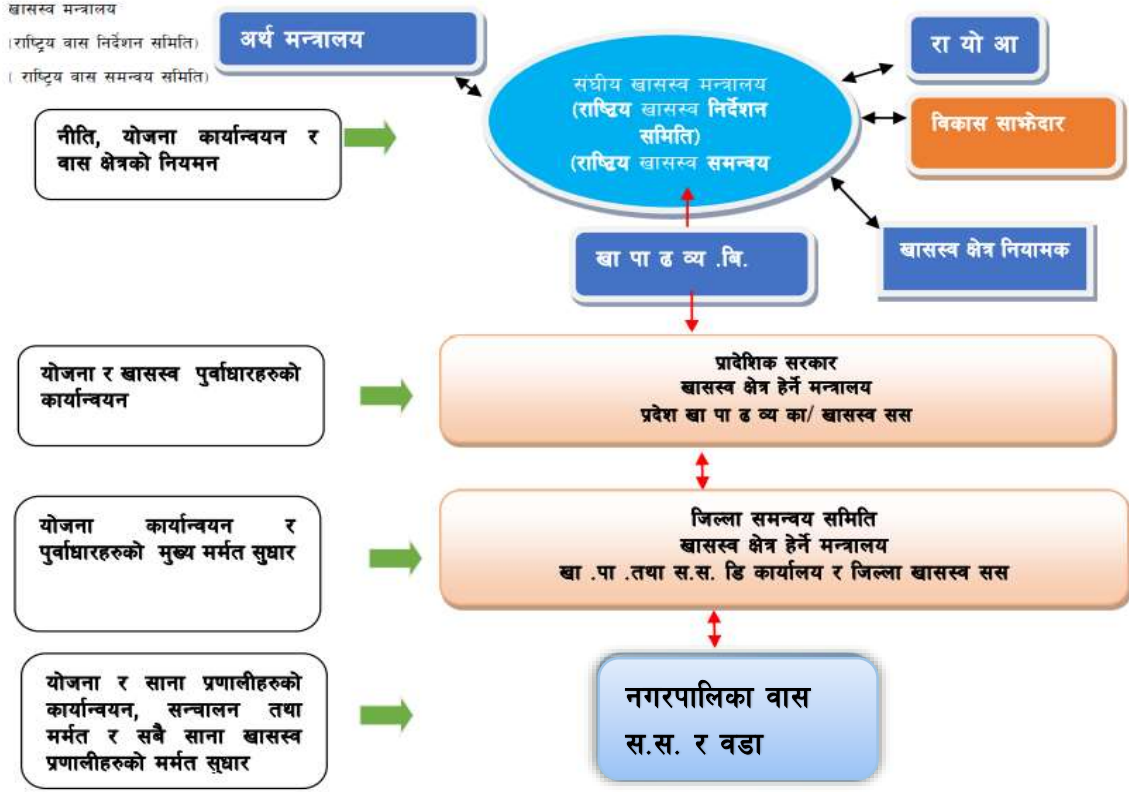 खासस्व मन्त्रालय
(राष्ट्रिय वास निर्देशन समिति)
( राष्ट्रिय वास समन्वय समिति)
अर्थ मन्त्रालय
संघीय खासस्व मन्त्रालय
(राष्ट्रिय खासस्व निर्देशन
समिति)
(राष्ट्रिय खासस्व समन्वय
रा यो आ
विकास साझेदार
खासस्व क्षेत्र नियामक
नीति, योजना कार्यान्वयन र
वास क्षेत्रको नियमन
खा पा ढ व्य .बि.
योजना र खासस्व पुर्वाधारहरुको
कार्यान्वयन
प्रादेशिक सरकार
खासस्व क्षेत्र हेर्ने मन्त्रालय
प्रदेश खा पा ढ व्य का/ खासस्व सस
योजना कार्यान्वयन र
पुर्वाधारहरुको मुख्य मर्मत सुधार
जिल्ला समन्वय समिति
खासस्व क्षेत्र हेर्ने मन्त्रालय
खा .पा .तथा स.स. डि कार्यालय र जिल्ला खासस्व सस
योजना र साना प्रणालीहरुको
कार्यान्वयन, सन्चालन तथा
मर्मत र सबै साना खासस्व
प्रणालीहरुको मर्मत सुधार
नगरपालिका वास
स.स. र वडा